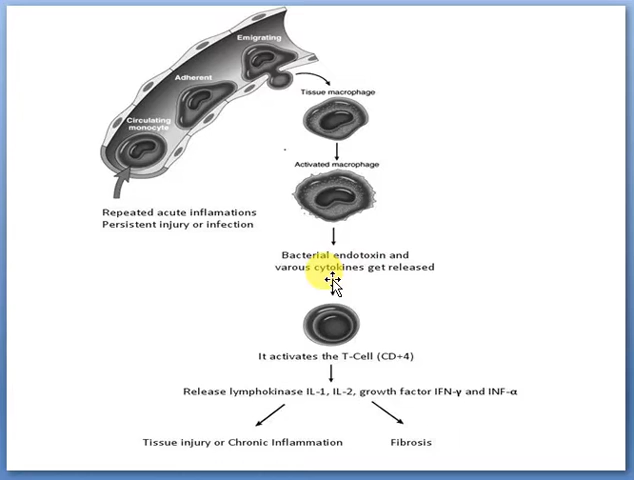 Emigrating
Adherent
Circulating
monocyte
Tissue macrophage
Activated macrophage
Repeated acute inflamations
Persistent injury or infection
Bacterial endotoxin and
varous cytokines get released
It activates the T-Cell (CD+4)
Release lymphokinase IL-1, IL-2, growth factor IFN-γ and INF-α
Tissue injury or Chronic Inflammation
Fibrosis